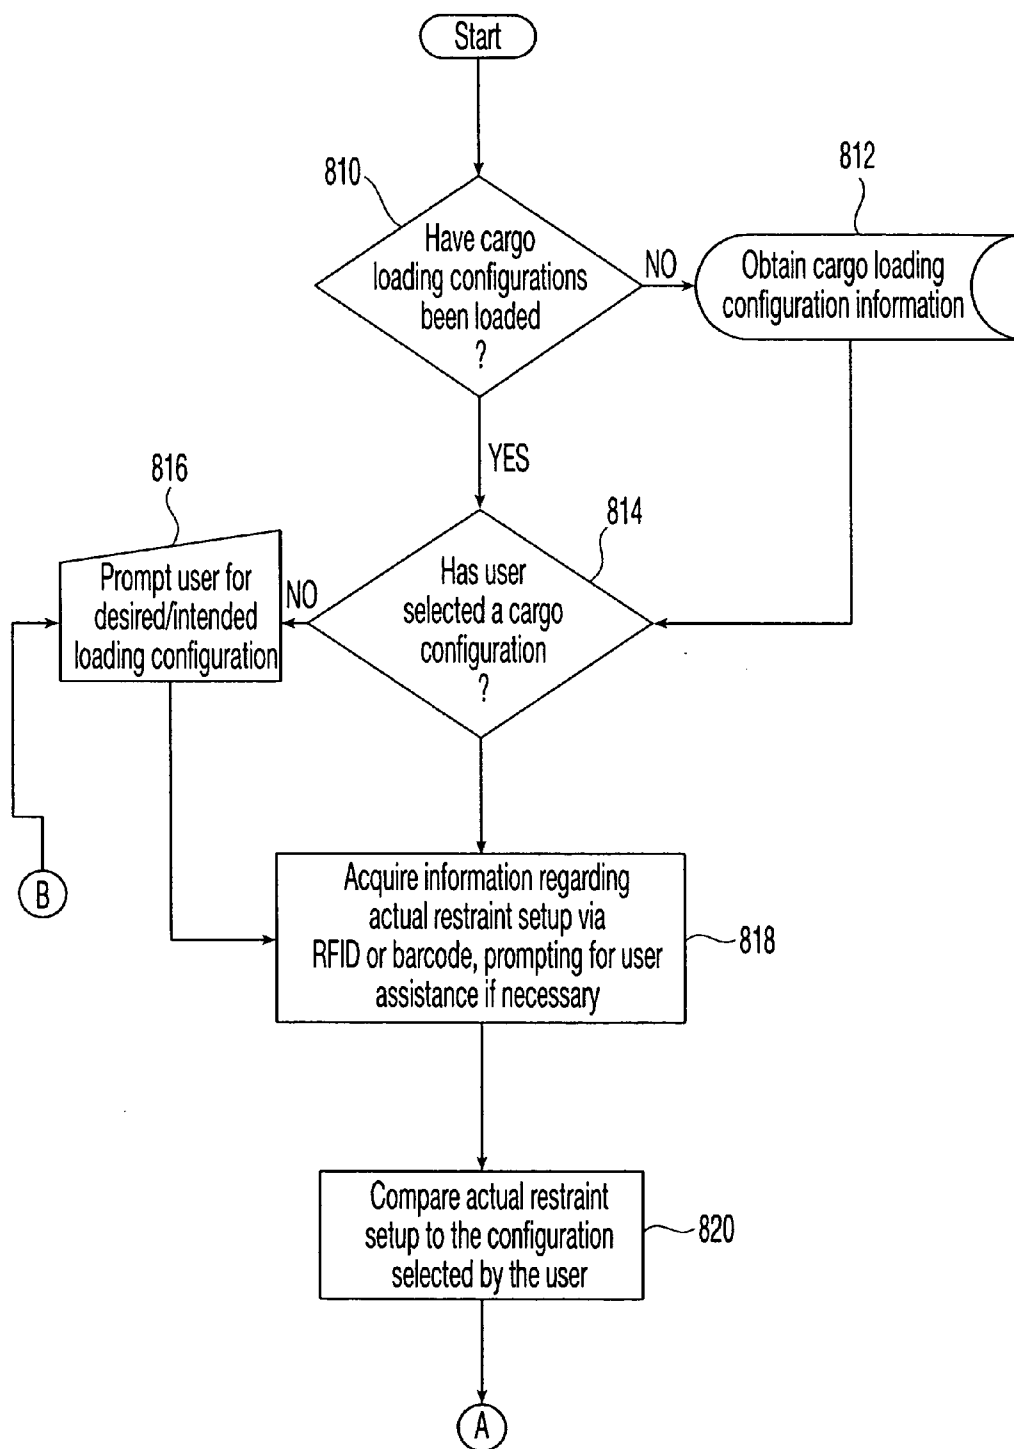 Start
810
Have cargo
loading configurations
been loaded
?
NO
812
Obtain cargo loading
configuration information
YES
816
Prompt user for
desired/intended
loading configuration
NO
814
Has user
selected a cargo
configuration
?
B
Acquire information regarding
actual restraint setup via
RFID or barcode, prompting for user
assistance if necessary
818
Compare actual restraint
setup to the configuration
selected by the user
820
A